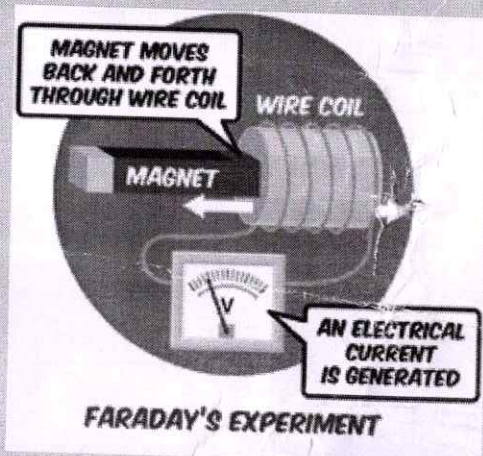 MAGNET MOVES
BACK AND FORTH
THROUGH WIRE COIL
WIRE COIL
MAGNET
V
AN ELECTRICAL
CURRENT
IS GENERATED
FARADAY'S EXPERIMENT